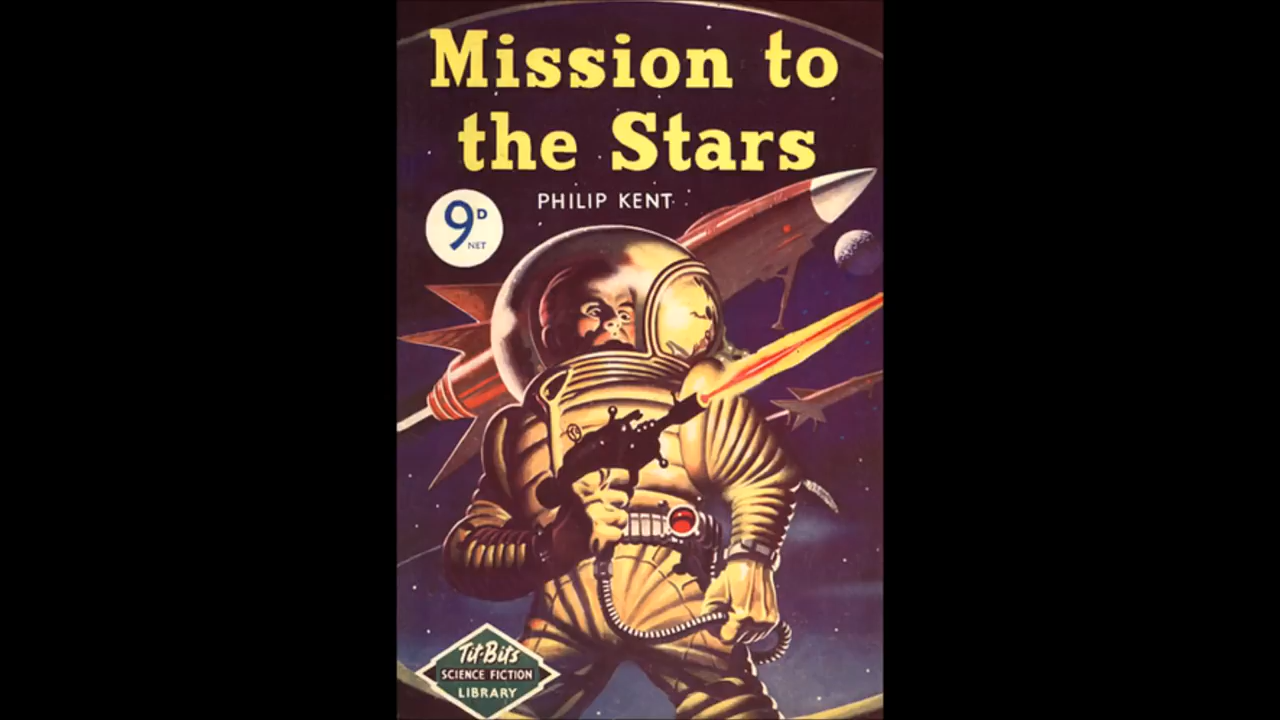 Mission to
the Stars
PHILIP KENT
9D
NET
Tit-Bits
SCIENCE FICTION
LIBRARY